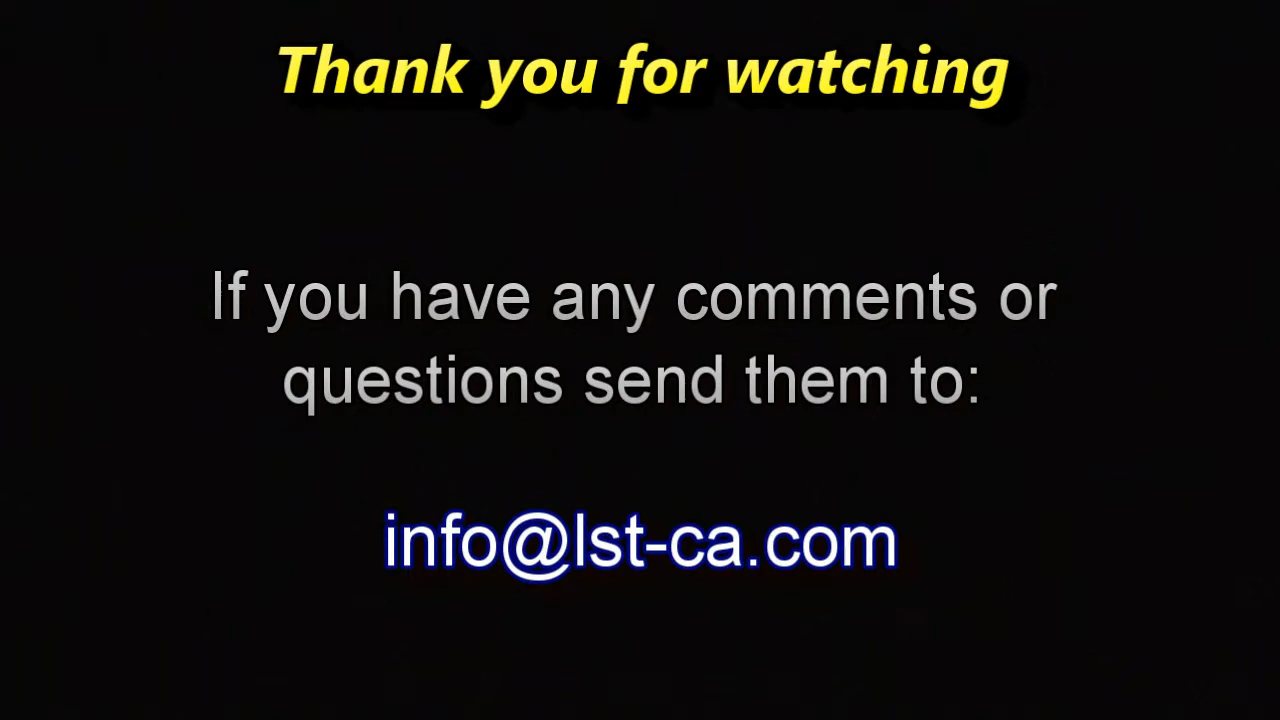 Thank you for watching
If you have any comments or
questions send them to:
info@lst-ca.com